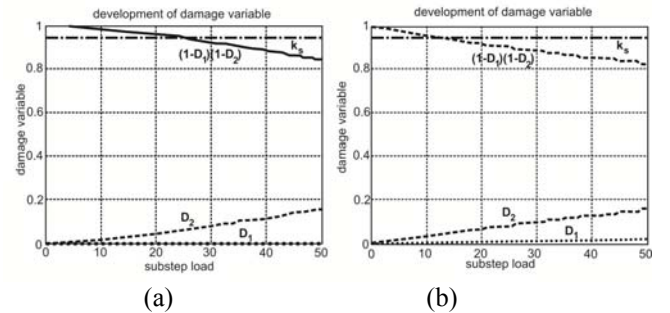 development of damage variable
damage variable
1
0.8
0.6
0.4
0.2
0
kₛ
(1-D₁)(1-D₂)
D₂
D₁
0 10 20 30 40 50
substep load
(a)
development of damage variable
damage variable
1
0.8
0.6
0.4
0.2
0
kₛ
(1-D₁)(1-D₂)
D₂
D₁
0 10 20 30 40 50
substep load
(b)